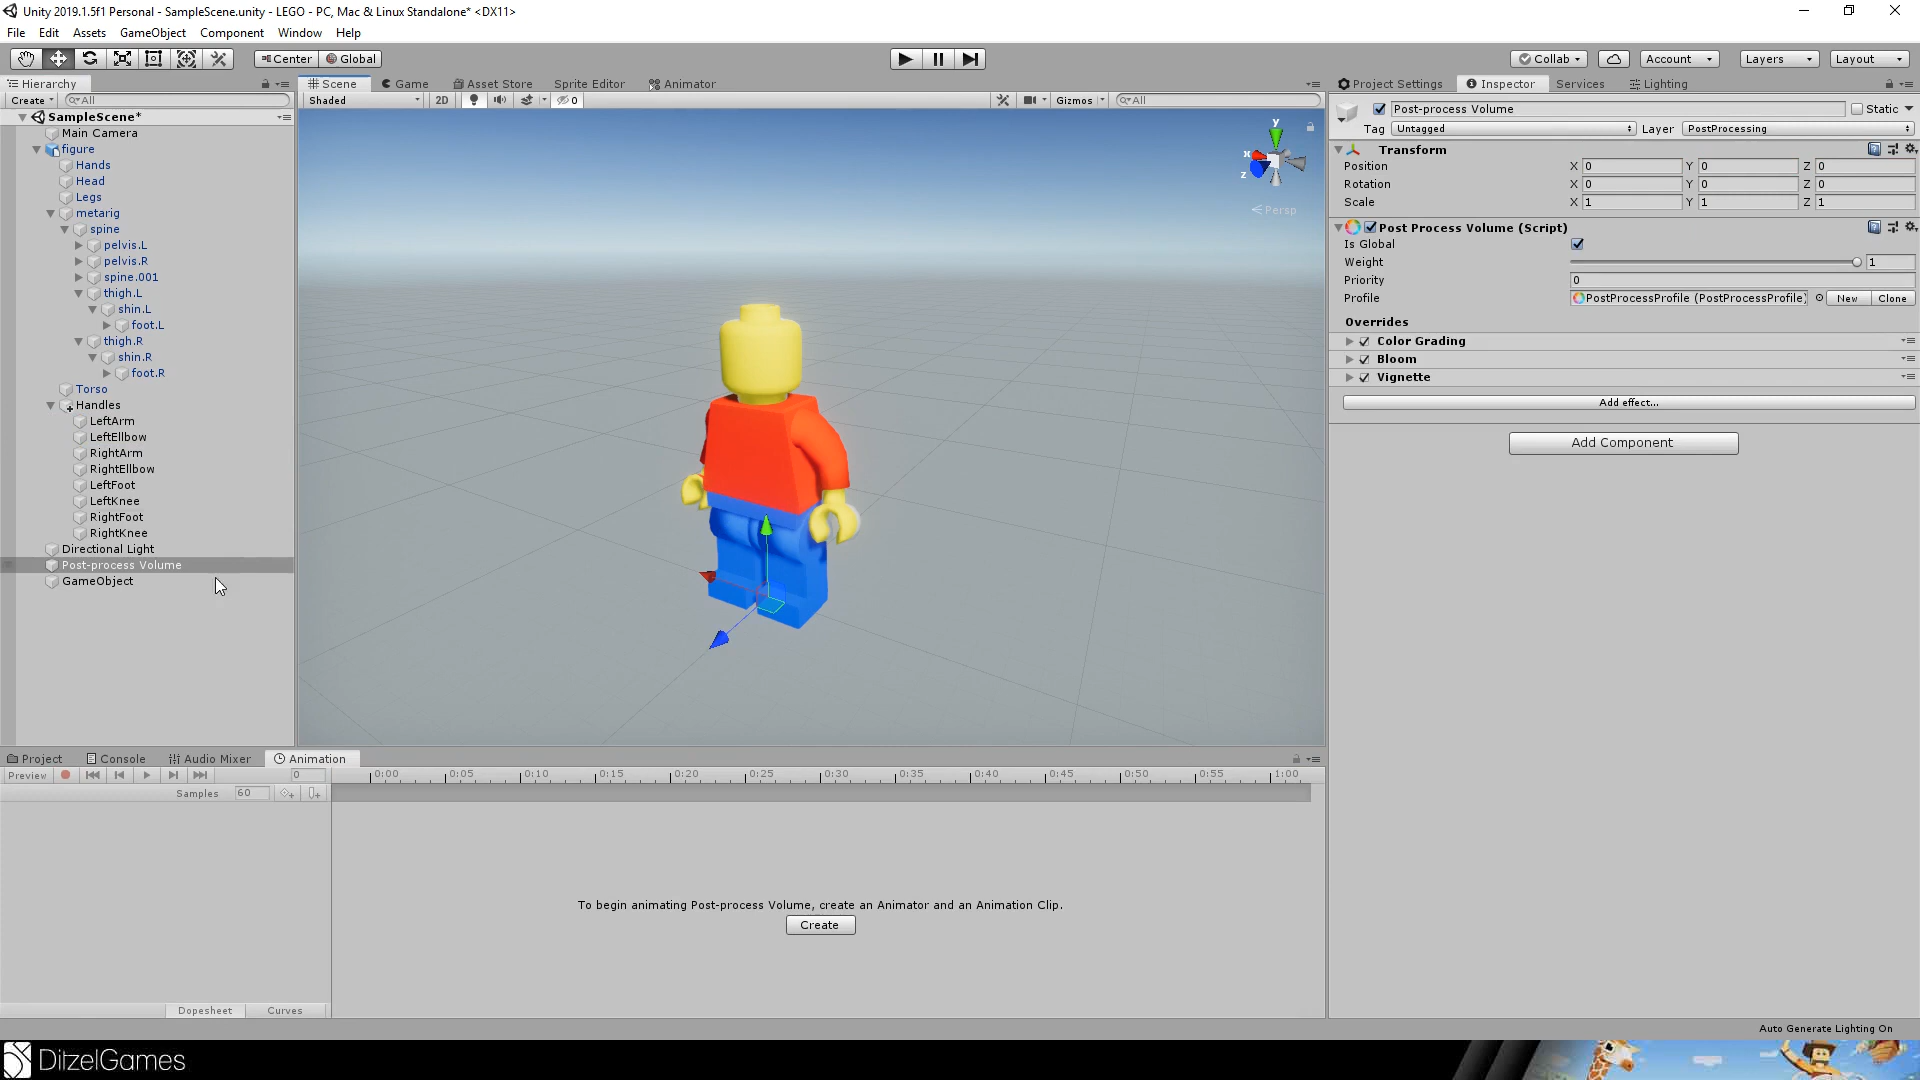 Unity 2019.1.5f1 Personal - SampleScene.unity - LEGO - PC, Mac & Linux Standalone* <DX11>
File Edit Assets GameObject Component Window Help
Center Global Collab Account Layers Layout
Hierarchy Scene Game Asset Store Sprite Editor Animator Project Settings Inspector Services Lighting
Create All Shaded 2D 0 Gizmos All
SampleScene*
Main Camera
figure
Hands
Head
Legs
metarig
spine
pelvis.L
pelvis.R
spine.001
thigh.L
shin.L
foot.L
thigh.R
shin.R
foot.R
Torso
Handles
LeftArm
LeftEllbow
RightArm
RightEllbow
LeftFoot
LeftKnee
RightFoot
RightKnee
Directional Light
Post-process Volume
GameObject
y
x
z
Persp
Post-process Volume Static
Tag Untagged Layer PostProcessing
Transform
Position X 0 Y 0 Z 0
Rotation X 0 Y 0 Z 0
Scale X 1 Y 1 Z 1
Post Process Volume (Script)
Is Global
Weight 1
Priority 0
Profile PostProcessProfile (PostProcessProfile) New Clone
Overrides
Color Grading
Bloom
Vignette
Add effect...
Add Component
Project Console Audio Mixer Animation
Preview 0 0:00 0:05 0:10 0:15 0:20 0:25 0:30 0:35 0:40 0:45 0:50 0:55 1:00
Samples 60
To begin animating Post-process Volume, create an Animator and an Animation Clip.
Create
Dopesheet Curves
Auto Generate Lighting On
DitzelGames